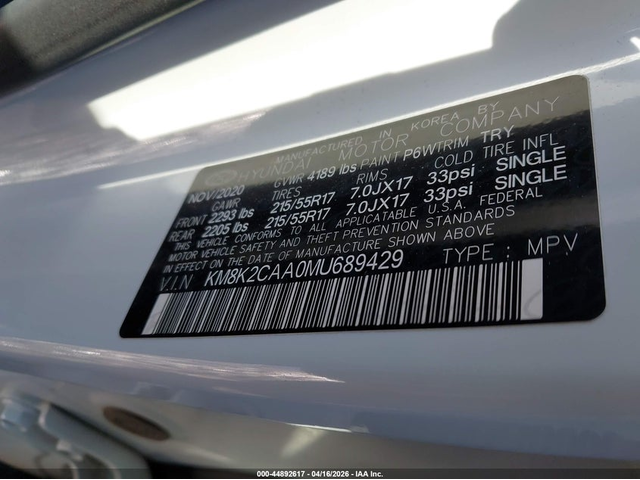 MANUFACTURED IN KOREA BY
HYUNDAI MOTOR COMPANY
NOV/2020 GVWR 4189 lbs PAINT P6W TRIM TRY
GAWR TIRES RIMS COLD TIRE INFL
FRONT 2293 lbs 215/55R17 7.0JX17 33psi SINGLE
REAR 2205 lbs 215/55R17 7.0JX17 33psi SINGLE
THIS VEHICLE CONFORMS TO ALL APPLICABLE U.S.A. FEDERAL
MOTOR VEHICLE SAFETY AND THEFT PREVENTION STANDARDS
IN EFFECT ON THE DATE OF MANUFACTURE SHOWN ABOVE
V.I.N KM8K2CAA0MU689429 TYPE : MPV
000-44892617 - 04/16/2026 - IAA Inc.